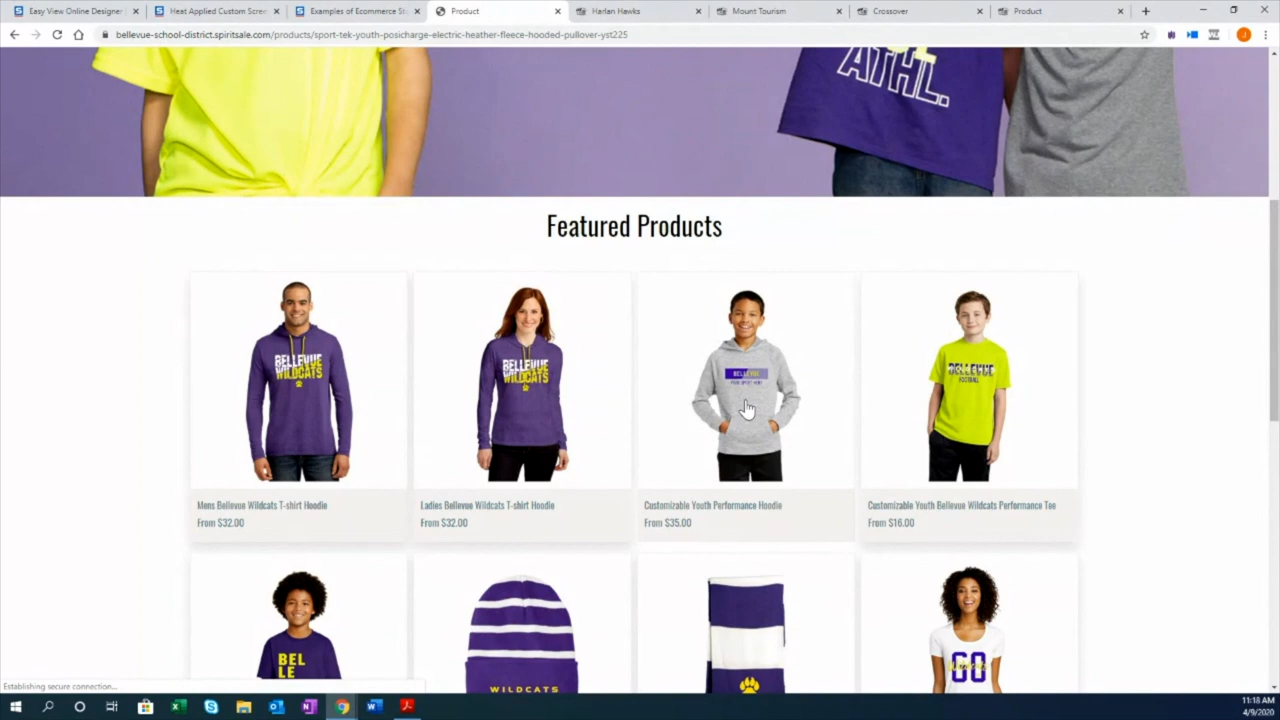 Easy View Online Designer
Heat Applied Custom Scree
Examples of Ecommerce St
Product
Harlan Hawks
Mount Tourism
Crossover
Product
bellevue-school-district.spiritsale.com/products/sport-tek-youth-posicharge-electric-heather-fleece-hooded-pullover-yst225
J
ATHL.
Featured Products
BELLEVUE
WILDCATS
BELLEVUE
WILDCATS
BELLEVUE
YOUR SPORT HERE
BELLEVUE
FOOTBALL
Mens Bellevue Wildcats T-shirt Hoodie
From $32.00
Ladies Bellevue Wildcats T-shirt Hoodie
From $32.00
Customizable Youth Performance Hoodie
From $35.00
Customizable Youth Bellevue Wildcats Performance Tee
From $16.00
BEL
LE
WILDCATS
GO
Establishing secure connection...
11:18 AM
4/9/2020